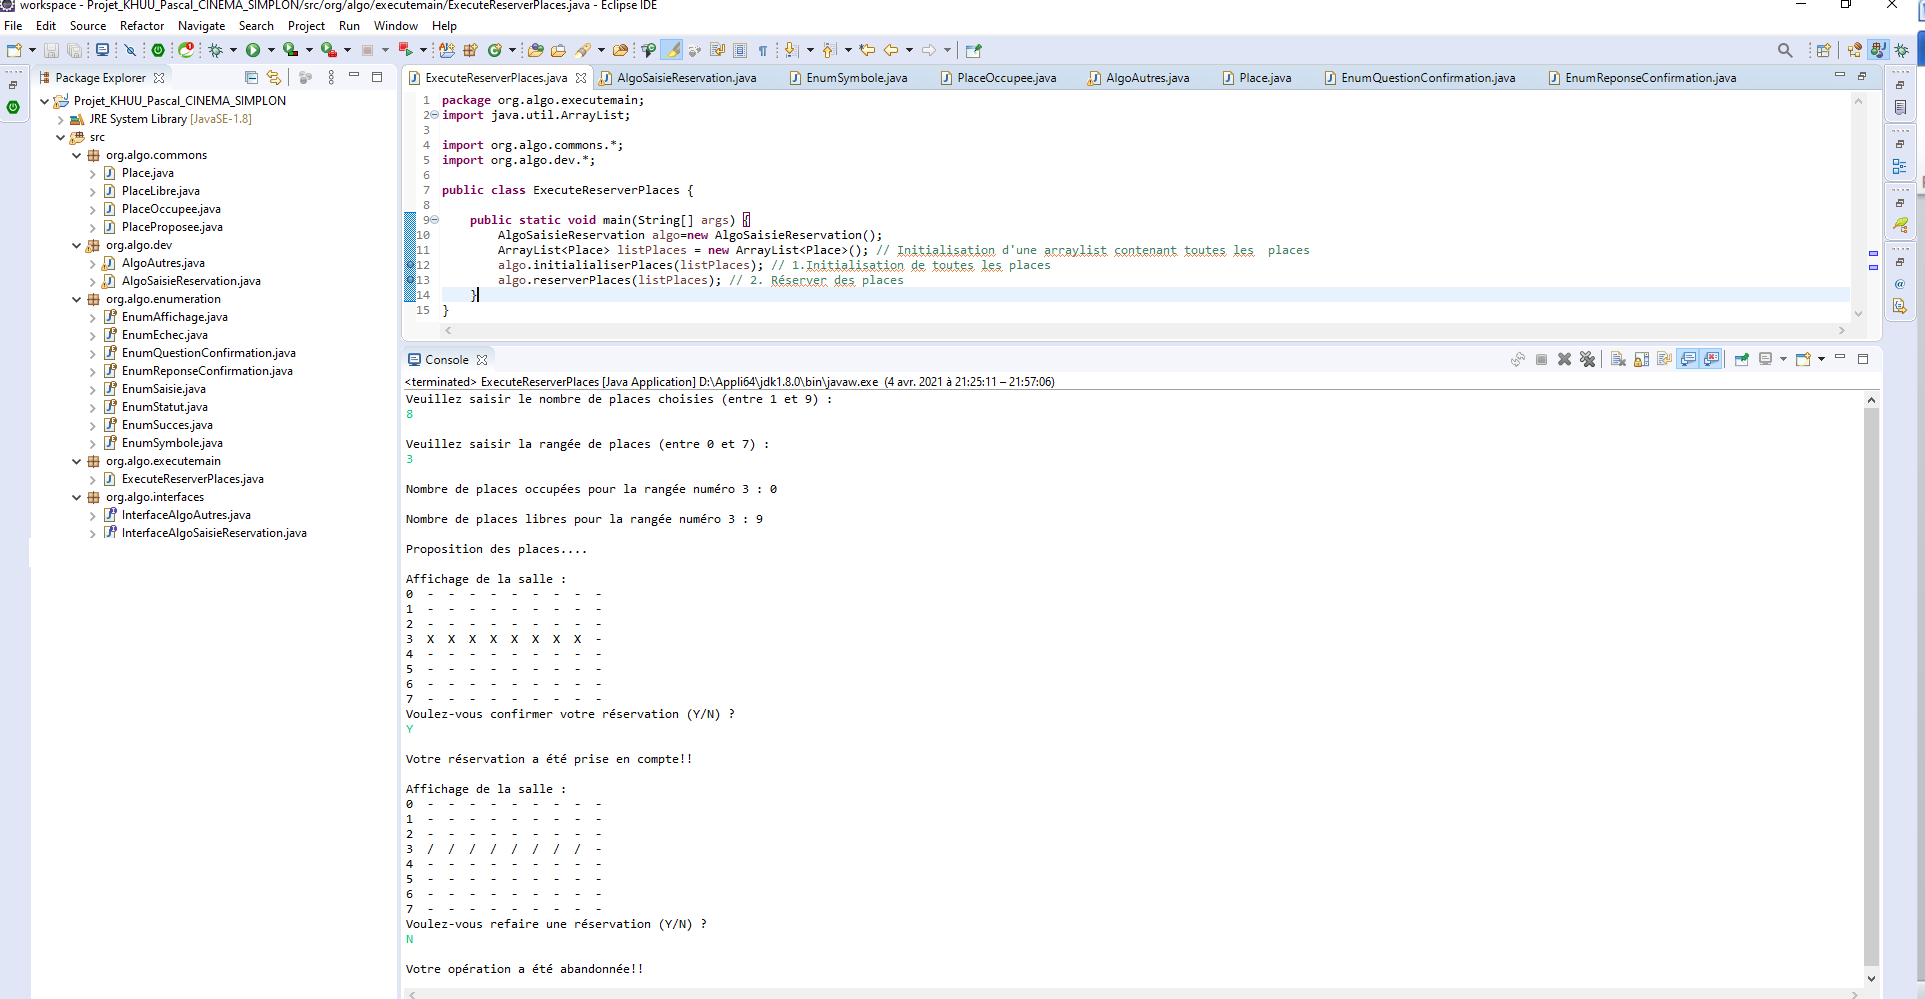 workspace - Projet_KHUU_Pascal_CINEMA_SIMPLON/src/org/algo/executemain/ExecuteReserverPlaces.java - Eclipse IDE
File Edit Source Refactor Navigate Search Project Run Window Help
Package Explorer
Projet_KHUU_Pascal_CINEMA_SIMPLON
JRE System Library [JavaSE-1.8]
src
org.algo.commons
Place.java
PlaceLibre.java
PlaceOccupee.java
PlaceProposee.java
org.algo.dev
AlgoAutres.java
AlgoSaisieReservation.java
org.algo.enumeration
EnumAffichage.java
EnumEchec.java
EnumQuestionConfirmation.java
EnumReponseConfirmation.java
EnumSaisie.java
EnumStatut.java
EnumSucces.java
EnumSymbole.java
org.algo.executemain
ExecuteReserverPlaces.java
org.algo.interfaces
InterfaceAlgoAutres.java
InterfaceAlgoSaisieReservation.java
ExecuteReserverPlaces.java AlgoSaisieReservation.java EnumSymbole.java PlaceOccupee.java AlgoAutres.java Place.java EnumQuestionConfirmation.java EnumReponseConfirmation.java
1 package org.algo.executemain;
2 import java.util.ArrayList;
3
4 import org.algo.commons.*;
5 import org.algo.dev.*;
6
7 public class ExecuteReserverPlaces {
8
9 public static void main(String[] args) {
10 AlgoSaisieReservation algo=new AlgoSaisieReservation();
11 ArrayList<Place> listPlaces = new ArrayList<Place>(); // Initialisation d'une arraylist contenant toutes les  places
12 algo.initialialiserPlaces(listPlaces); // 1.Initialisation de toutes les places
13 algo.reserverPlaces(listPlaces); // 2. Réserver des places
14 }
15 }
Console
<terminated> ExecuteReserverPlaces [Java Application] D:\Appli64\jdk1.8.0\bin\javaw.exe (4 avr. 2021 à 21:25:11 – 21:57:06)
Veuillez saisir le nombre de places choisies (entre 1 et 9) :
8
Veuillez saisir la rangée de places (entre 0 et 7) :
3
Nombre de places occupées pour la rangée numéro 3 : 0
Nombre de places libres pour la rangée numéro 3 : 9
Proposition des places....
Affichage de la salle :
0 - - - - - - - - -
1 - - - - - - - - -
2 - - - - - - - - -
3 X X X X X X X X -
4 - - - - - - - - -
5 - - - - - - - - -
6 - - - - - - - - -
7 - - - - - - - - -
Voulez-vous confirmer votre réservation (Y/N) ?
Y
Votre réservation a été prise en compte!!
Affichage de la salle :
0 - - - - - - - - -
1 - - - - - - - - -
2 - - - - - - - - -
3 / / / / / / / / -
4 - - - - - - - - -
5 - - - - - - - - -
6 - - - - - - - - -
7 - - - - - - - - -
Voulez-vous refaire une réservation (Y/N) ?
N
Votre opération a été abandonnée!!